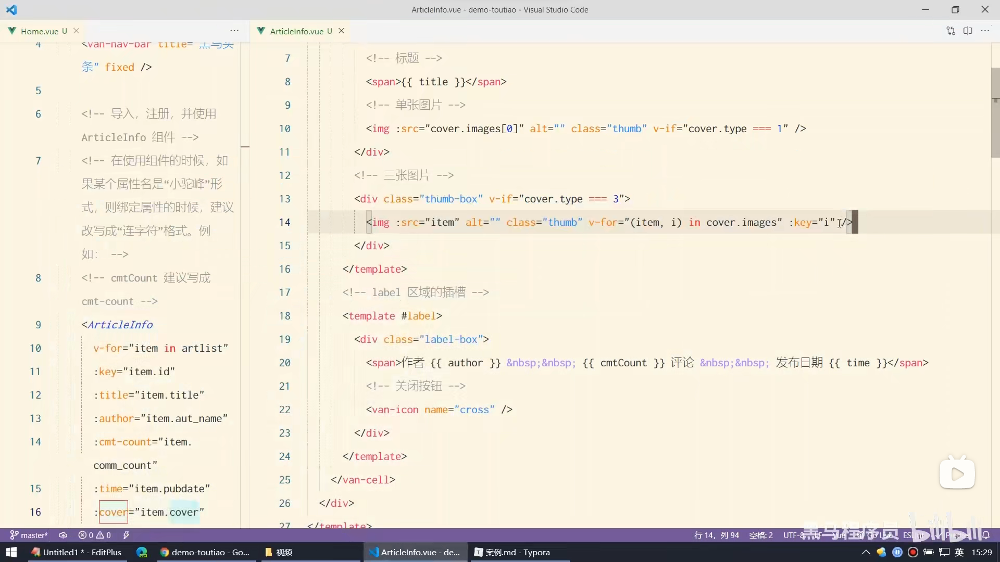 ArticleInfo.vue - demo-toutiao - Visual Studio Code
Home.vue U
ArticleInfo.vue U
4 <van-nav-bar title="黑马头
条" fixed />
5
6 <!-- 导入，注册，并使用
ArticleInfo 组件 -->
7 <!-- 在使用组件的时候，如
果某个属性名是“小驼峰”形
式，则绑定属性的时候，建议
改写成“连字符”格式。例
如： -->
8 <!-- cmtCount 建议写成
cmt-count -->
9 <ArticleInfo
10 v-for="item in artlist"
11 :key="item.id"
12 :title="item.title"
13 :author="item.aut_name"
14 :cmt-count="item.
comm_count"
15 :time="item.pubdate"
16 :cover="item.cover"
7 <!-- 标题 -->
8 <span>{{ title }}</span>
9 <!-- 单张图片 -->
10 <img :src="cover.images[0]" alt="" class="thumb" v-if="cover.type === 1" />
11 </div>
12 <!-- 三张图片 -->
13 <div class="thumb-box" v-if="cover.type === 3">
14 <img :src="item" alt="" class="thumb" v-for="(item, i) in cover.images" :key="i" />
15 </div>
16 </template>
17 <!-- label 区域的插槽 -->
18 <template #label>
19 <div class="label-box">
20 <span>作者 {{ author }} &nbsp;&nbsp; {{ cmtCount }} 评论 &nbsp;&nbsp; 发布日期 {{ time }}</span>
21 <!-- 关闭按钮 -->
22 <van-icon name="cross" />
23 </div>
24 </template>
25 </van-cell>
26 </div>
27 </template>
master* 0 0
行 14，列 94 空格: 2 UTF-8 LF Vue Go Live ESLint Prettier
黑马程序员 bilibili
Untitled1 * - EditPlus
demo-toutiao - Go...
视频
ArticleInfo.vue - de...
案例.md - Typora
英 15:29